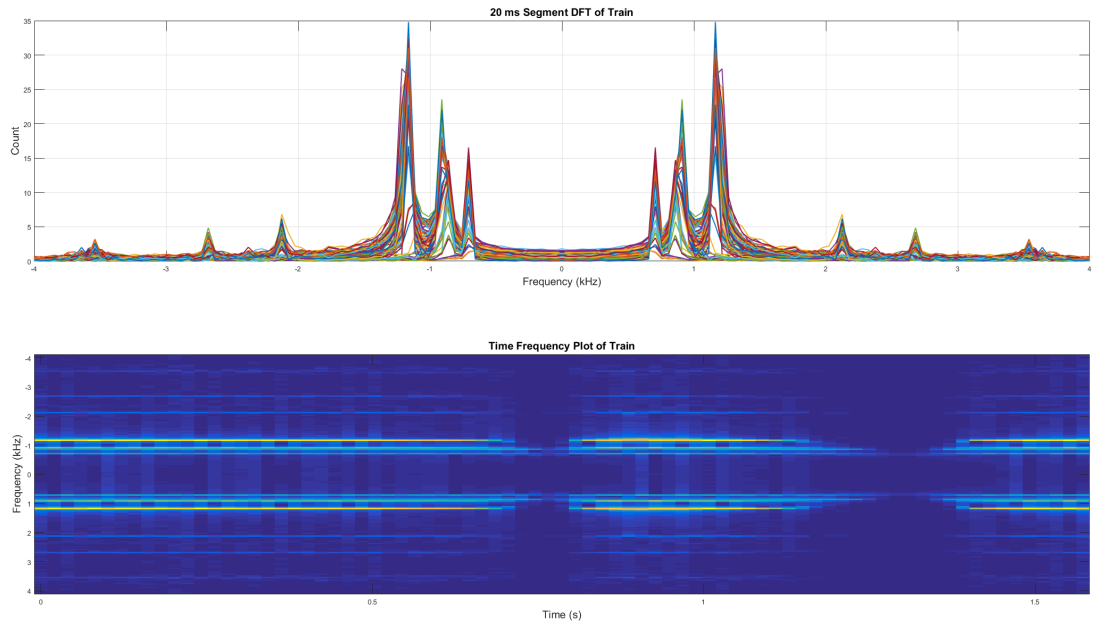 20 ms Segment DFT of Train
35
30
25
20
15
10
5
0
Count
-4 -3 -2 -1 0 1 2 3 4
Frequency (kHz)
Time Frequency Plot of Train
-4
-3
-2
-1
0
1
2
3
4
Frequency (kHz)
0 0.5 1 1.5
Time (s)